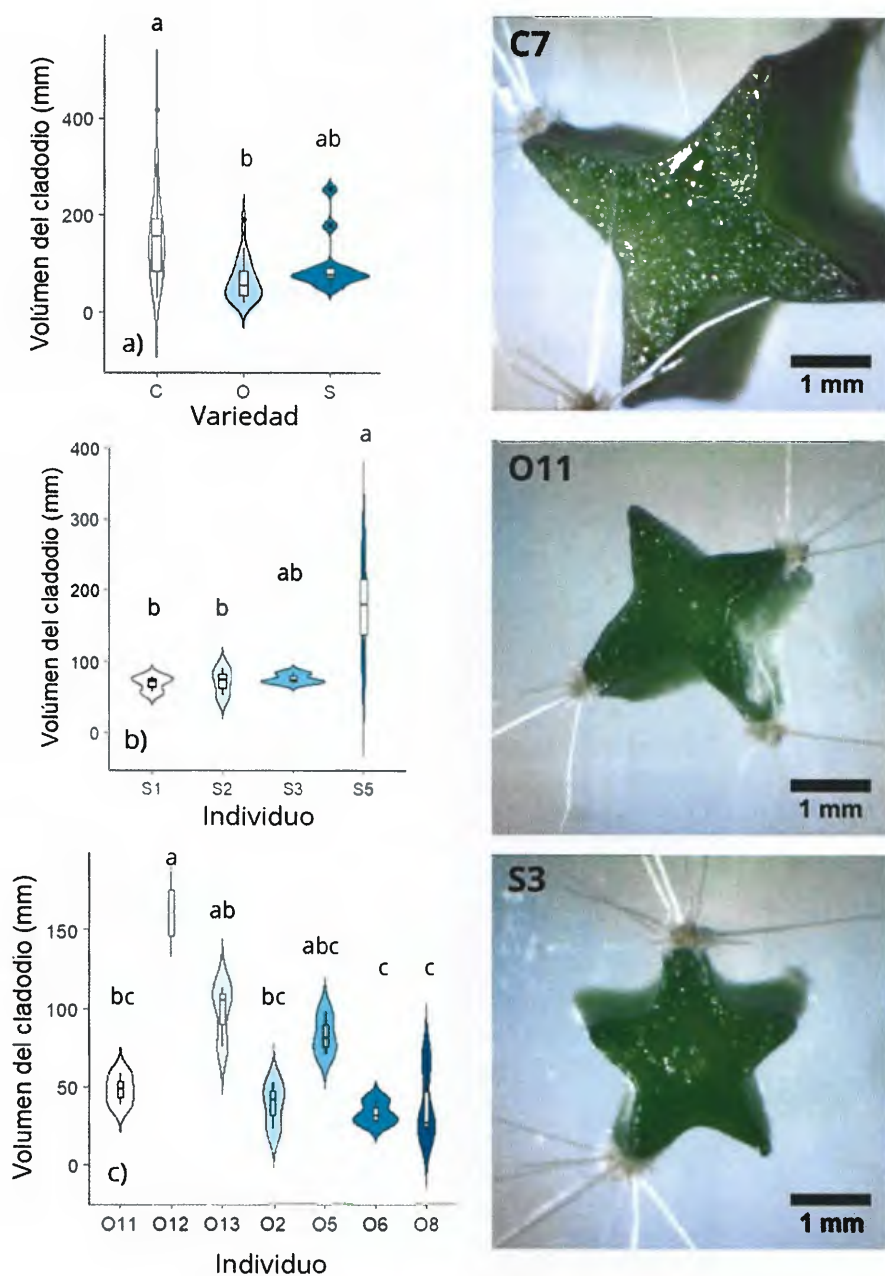 a
b
ab
Volúmen del cladodio (mm)
400
200
0
a)
C
O
S
Variedad
C7
1 mm
a
b
b
ab
Volúmen del cladodio (mm)
400
300
200
100
0
b)
S1
S2
S3
S5
Individuo
O11
1 mm
a
ab
abc
bc
bc
c
c
Volumen del cladodio (mm)
150
100
50
0
c)
O11
O12
O13
O2
O5
O6
O8
Individuo
S3
1 mm